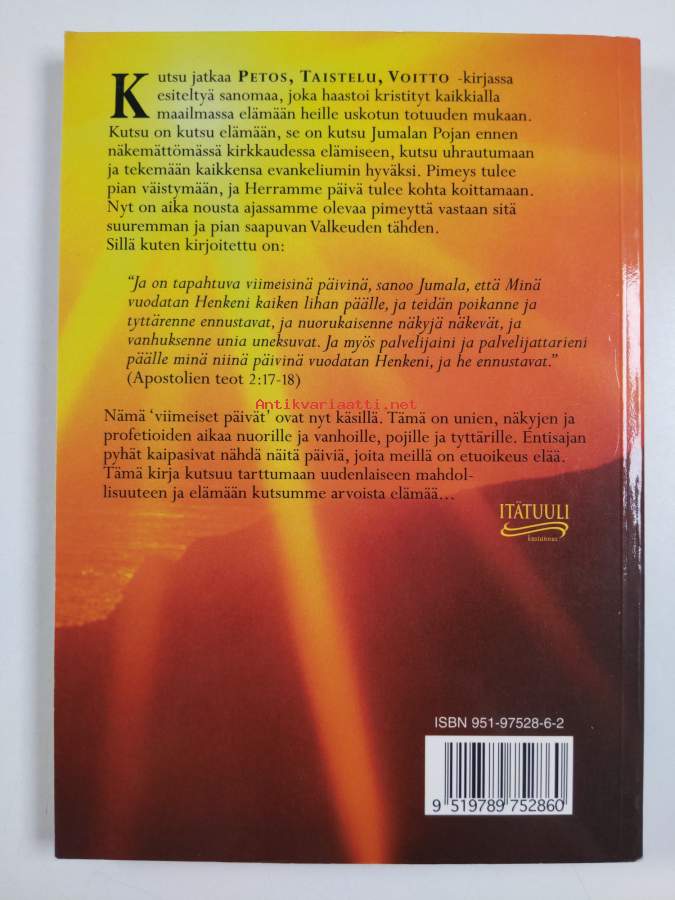 Kutsu jatkaa PETOS, TAISTELU, VOITTO -kirjassa
esiteltyä sanomaa, joka haastoi kristityt kaikkialla
maailmassa elämään heille uskotun totuuden mukaan.
Kutsu on kutsu elämään, se on kutsu Jumalan Pojan ennen
näkemättömässä kirkkaudessa elämiseen, kutsu uhrautumaan
ja tekemään kaikkensa evankeliumin hyväksi. Pimeys tulee
pian väistymään, ja Herramme päivä tulee kohta koittamaan.
Nyt on aika nousta ajassamme olevaa pimeyttä vastaan sitä
suuremman ja pian saapuvan Valkeuden tähden.
Sillä kuten kirjoitettu on:
“Ja on tapahtuva viimeisinä päivinä, sanoo Jumala, että Minä
vuodatan Henkeni kaiken lihan päälle, ja teidän poikanne ja
tyttärenne ennustavat, ja nuorukaisenne näkyjä näkevät, ja
vanhuksenne unia uneksuvat. Ja myös palvelijaini ja palvelijattarieni
päälle minä niinä päivinä vuodatan Henkeni, ja he ennustavat.”
(Apostolien teot 2:17-18)
Antikvariaatti.net
Nämä ‘viimeiset päivät’ ovat nyt käsillä. Tämä on unien, näkyjen ja
profetioiden aikaa nuorille ja vanhoille, pojille ja tyttärille. Entisajan
pyhät kaipasivat nähdä näitä päiviä, joita meillä on etuoikeus elää.
Tämä kirja kutsuu tarttumaan uudenlaiseen mahdol-
lisuuteen ja elämään kutsumme arvoista elämää…
ITÄTUULI
kustannus
ISBN 951-97528-6-2
9 519789 752860